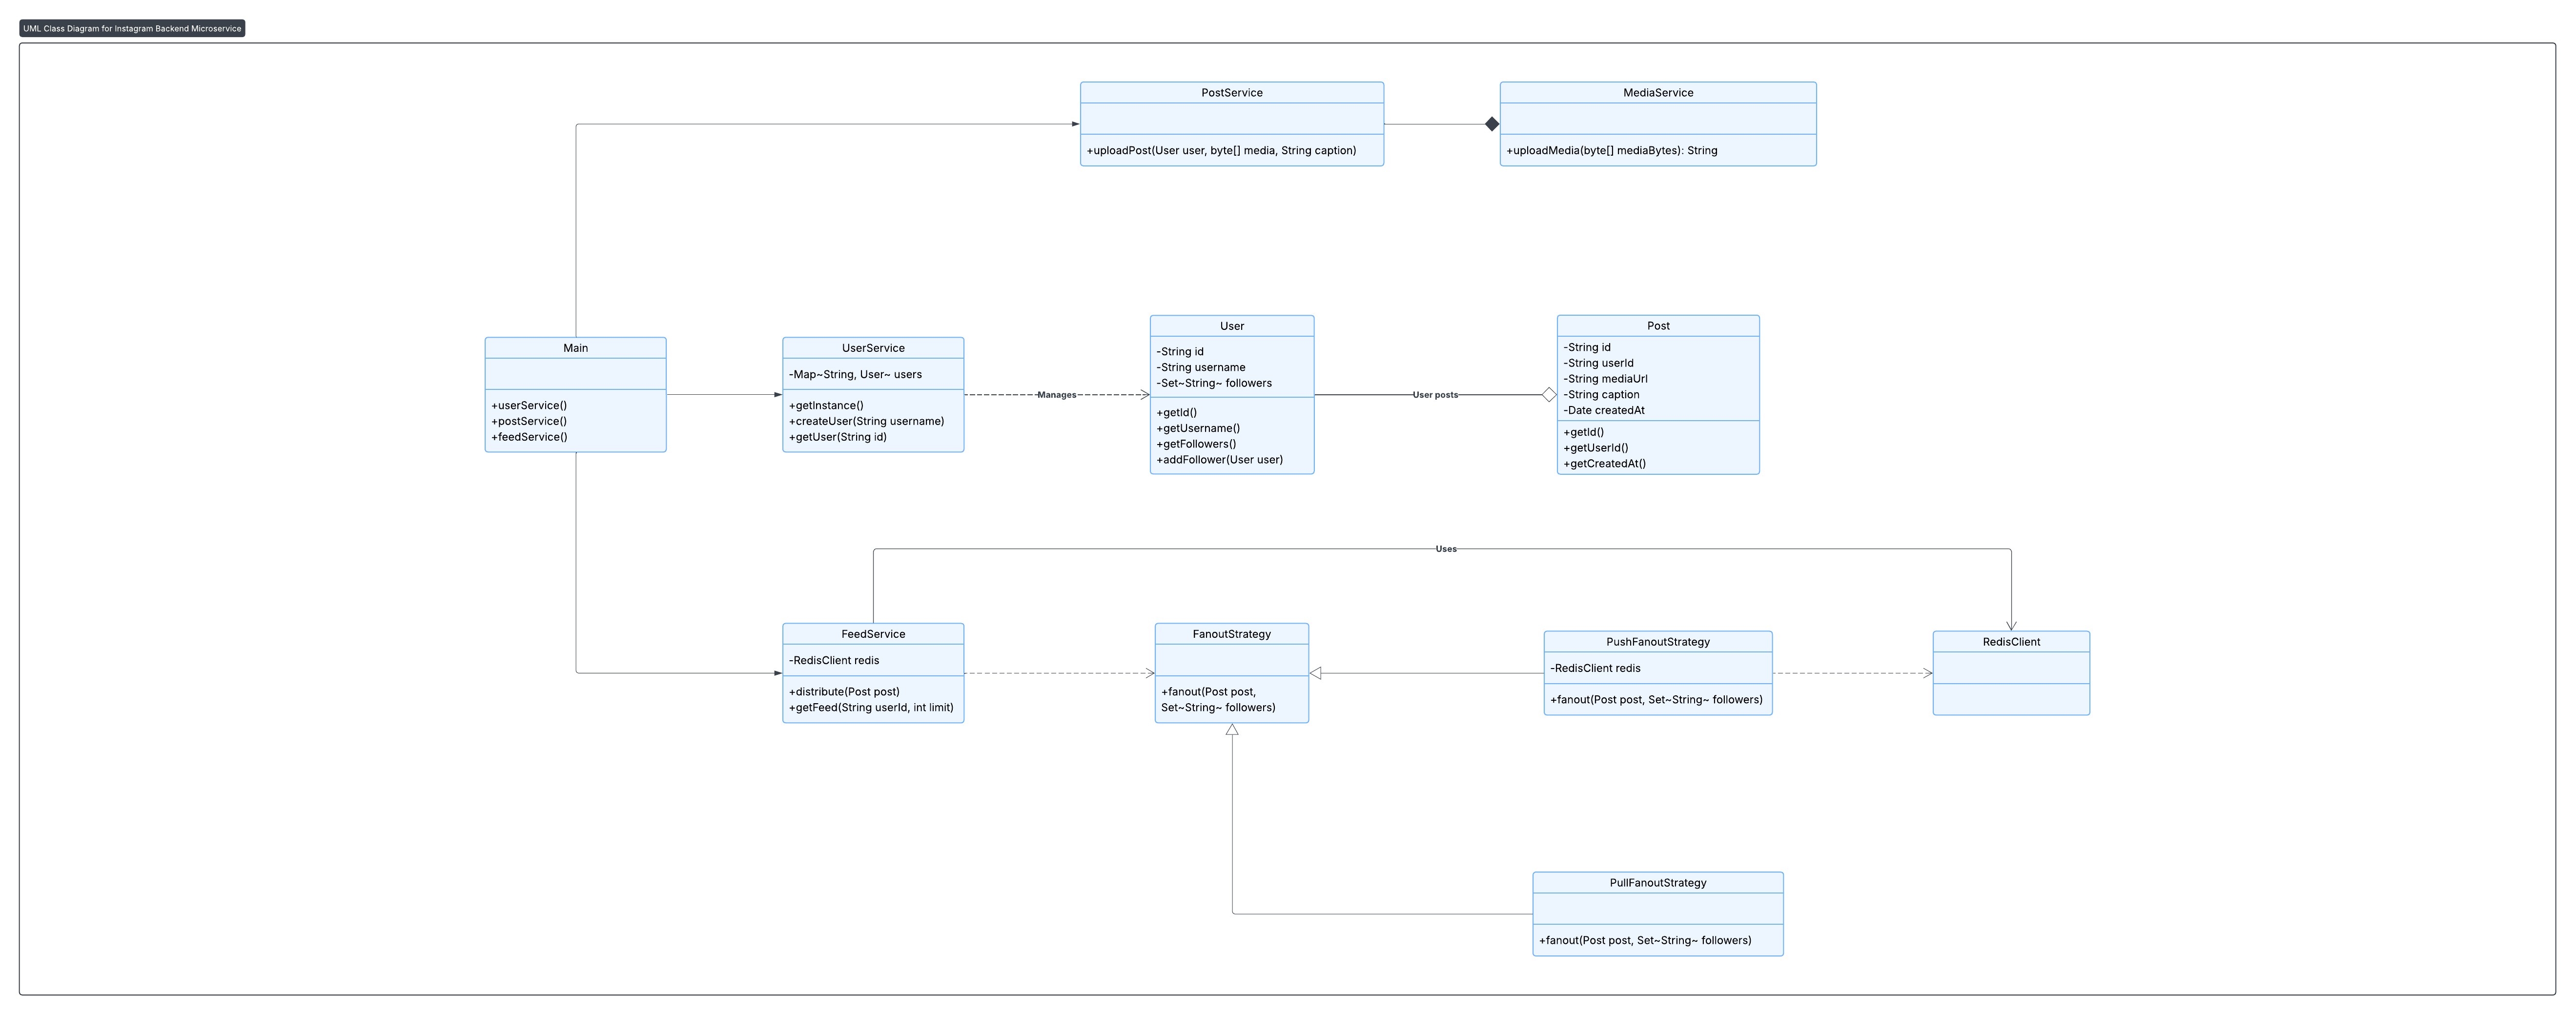 UML Class Diagram for Instagram Backend Microservice
PostService
+uploadPost(User user, byte[] media, String caption)
MediaService
+uploadMedia(byte[] mediaBytes): String
Main
+userService()
+postService()
+feedService()
UserService
-Map~String, User~ users
+getInstance()
+createUser(String username)
+getUser(String id)
Manages
User
-String id
-String username
-Set~String~ followers
+getId()
+getUsername()
+getFollowers()
+addFollower(User user)
User posts
Post
-String id
-String userId
-String mediaUrl
-String caption
-Date createdAt
+getId()
+getUserId()
+getCreatedAt()
Uses
FeedService
-RedisClient redis
+distribute(Post post)
+getFeed(String userId, int limit)
FanoutStrategy
+fanout(Post post,
Set~String~ followers)
PushFanoutStrategy
-RedisClient redis
+fanout(Post post, Set~String~ followers)
RedisClient
PullFanoutStrategy
+fanout(Post post, Set~String~ followers)